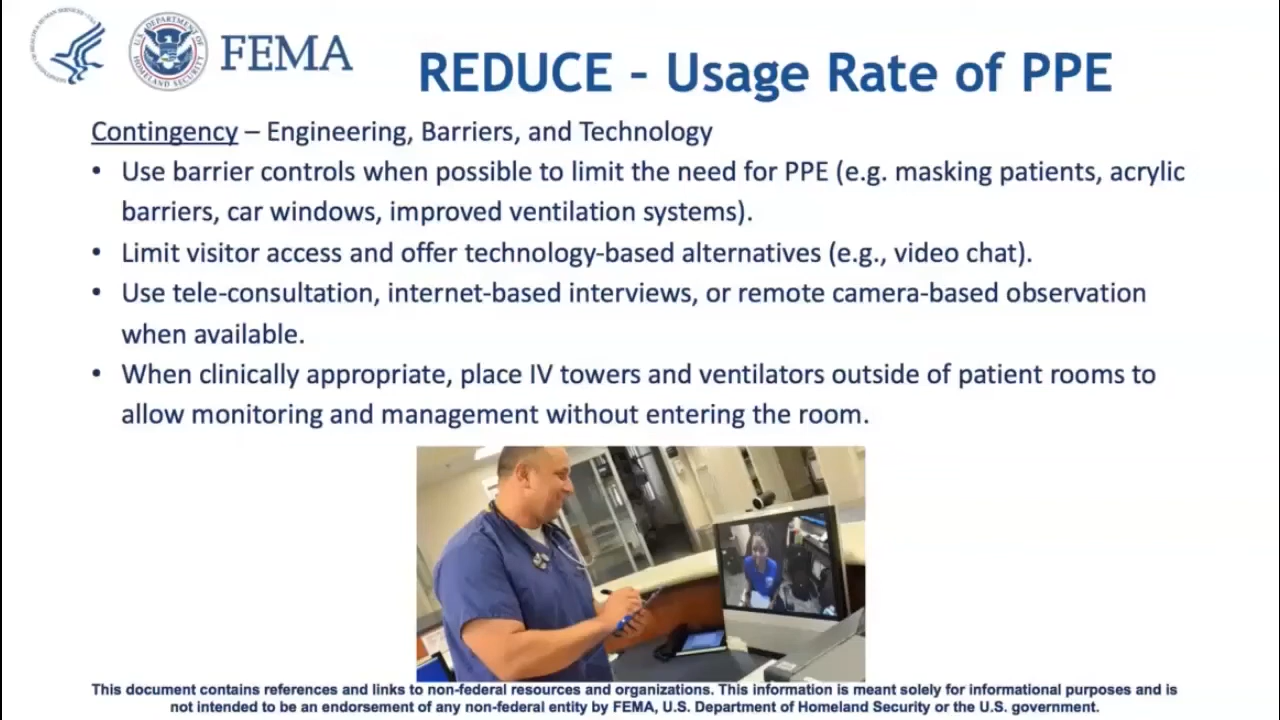 FEMA
REDUCE - Usage Rate of PPE
Contingency – Engineering, Barriers, and Technology
• Use barrier controls when possible to limit the need for PPE (e.g. masking patients, acrylic
barriers, car windows, improved ventilation systems).
• Limit visitor access and offer technology-based alternatives (e.g., video chat).
• Use tele-consultation, internet-based interviews, or remote camera-based observation
when available.
• When clinically appropriate, place IV towers and ventilators outside of patient rooms to
allow monitoring and management without entering the room.
This document contains references and links to non-federal resources and organizations. This information is meant solely for informational purposes and is
not intended to be an endorsement of any non-federal entity by FEMA, U.S. Department of Homeland Security or the U.S. government.